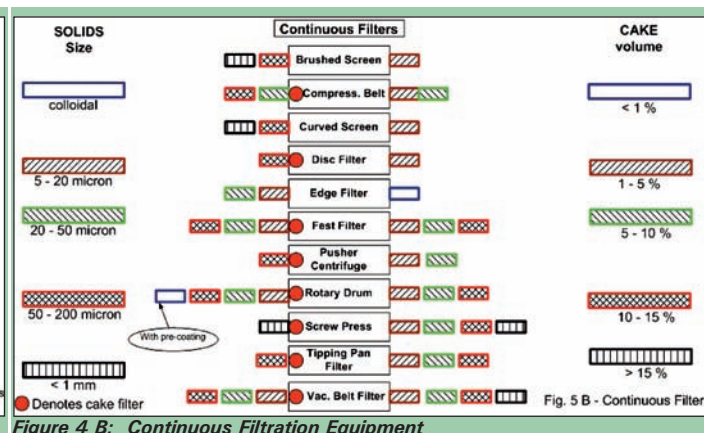 SOLIDS
Size
colloidal
5 - 20 micron
20 - 50 micron
50 - 200 micron
< 1 mm
Denotes cake filter
Continuous Filters
Brushed Screen
Compress. Belt
Curved Screen
Disc Filter
Edge Filter
Fest Filter
Pusher
Centrifuge
Rotary Drum
With pre-coating
Screw Press
Tipping Pan
Filter
Vac. Belt Filter
CAKE
volume
< 1 %
1 - 5 %
5 - 10 %
10 - 15 %
> 15 %
Fig. 5 B - Continuous Filter
Figure 4 B: Continuous Filtration Equipment